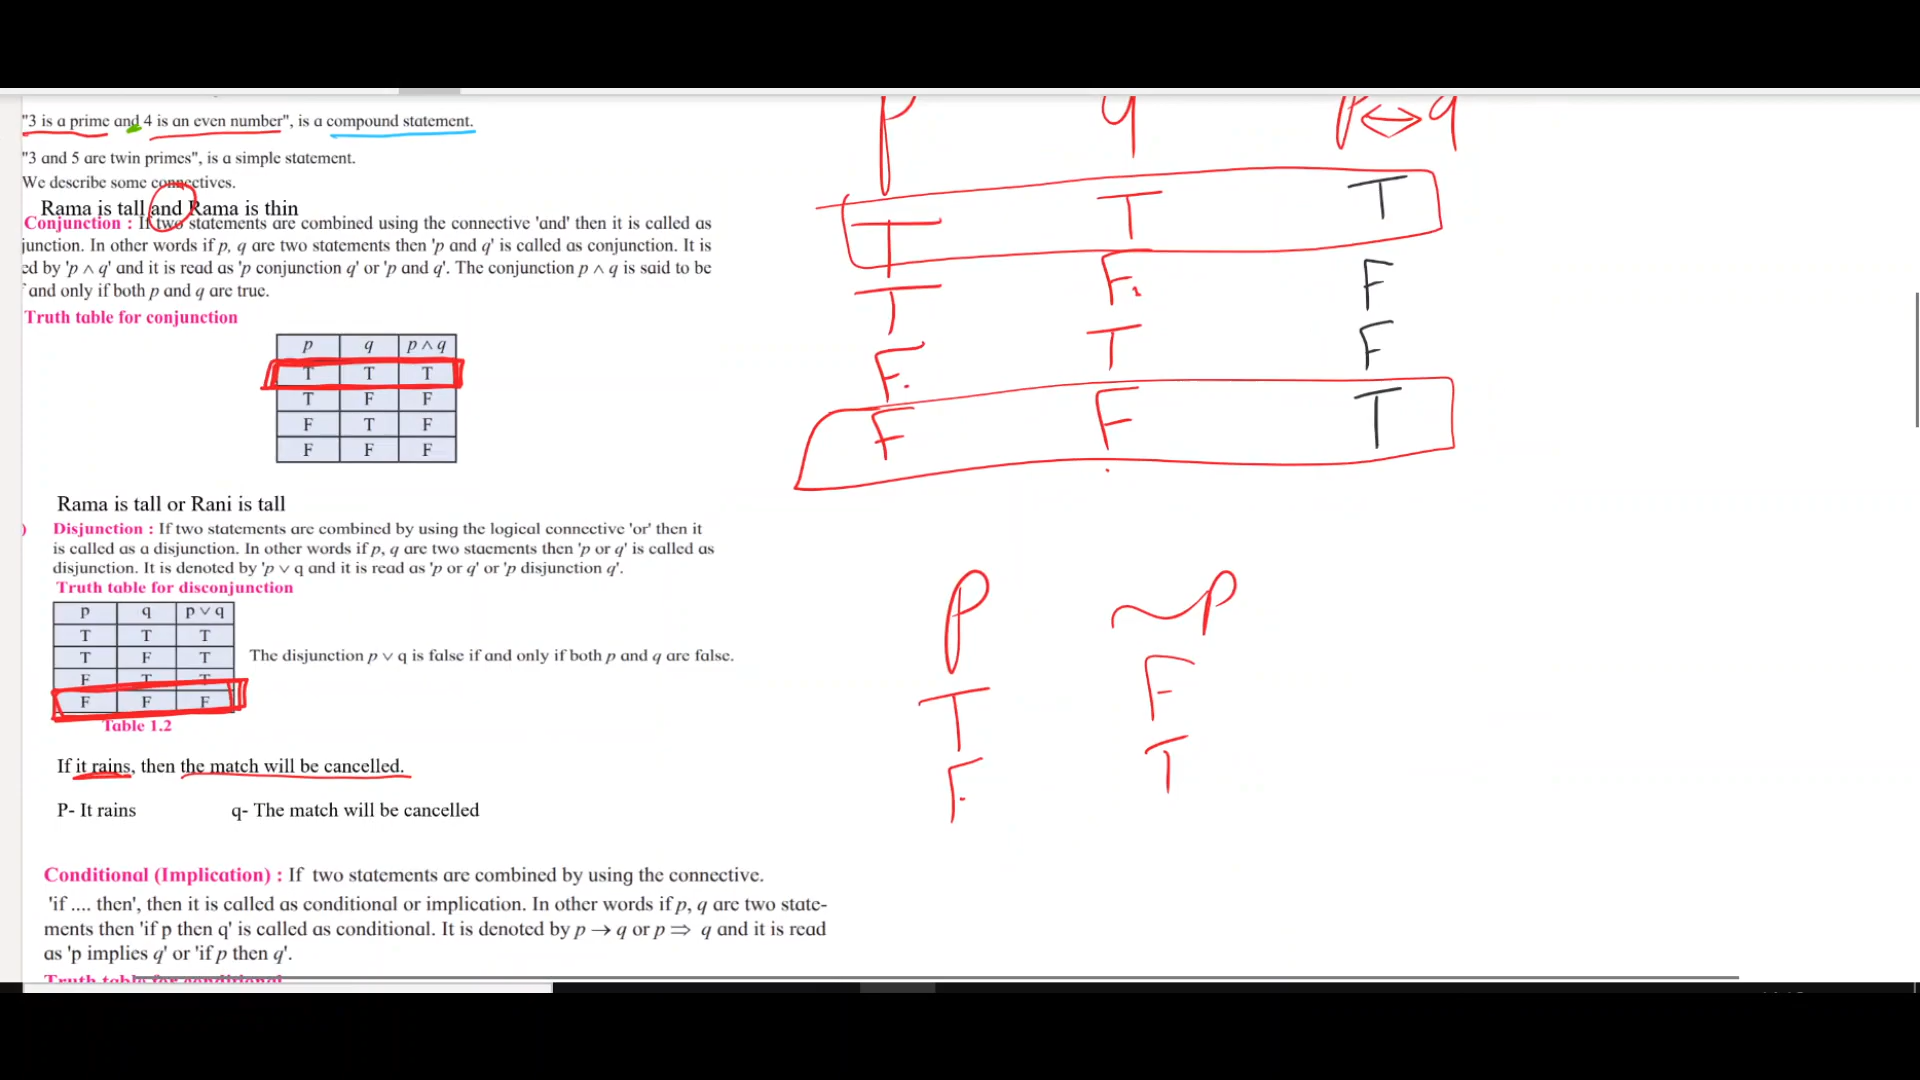 "3 is a prime and 4 is an even number", is a compound statement.
"3 and 5 are twin primes", is a simple statement.
We describe some connectives.
Rama is tall and Rama is thin
Conjunction : If two statements are combined using the connective 'and' then it is called as
junction. In other words if p, q are two statements then 'p and q' is called as conjunction. It is
ed by 'p ∧ q' and it is read as 'p conjunction q' or 'p and q'. The conjunction p ∧ q is said to be
and only if both p and q are true.
Truth table for conjunction
p q p ∧ q
T T T
T F F
F T F
F F F
Rama is tall or Rani is tall
) Disjunction : If two statements are combined by using the logical connective 'or' then it
is called as a disjunction. In other words if p, q are two staements then 'p or q' is called as
disjunction. It is denoted by 'p ∨ q and it is read as 'p or q' or 'p disjunction q'.
Truth table for disconjunction
p q p ∨ q
T T T
T F T
F T T
F F F
The disjunction p ∨ q is false if and only if both p and q are false.
Table 1.2
If it rains, then the match will be cancelled.
P- It rains q- The match will be cancelled
Conditional (Implication) : If two statements are combined by using the connective.
'if .... then', then it is called as conditional or implication. In other words if p, q are two state-
ments then 'if p then q' is called as conditional. It is denoted by p → q or p ⇒ q and it is read
as 'p implies q' or 'if p then q'.
Truth table for conditional
p q p ↔ q
T T T
T F F
F T F
F F T
p ~p
T F
F T